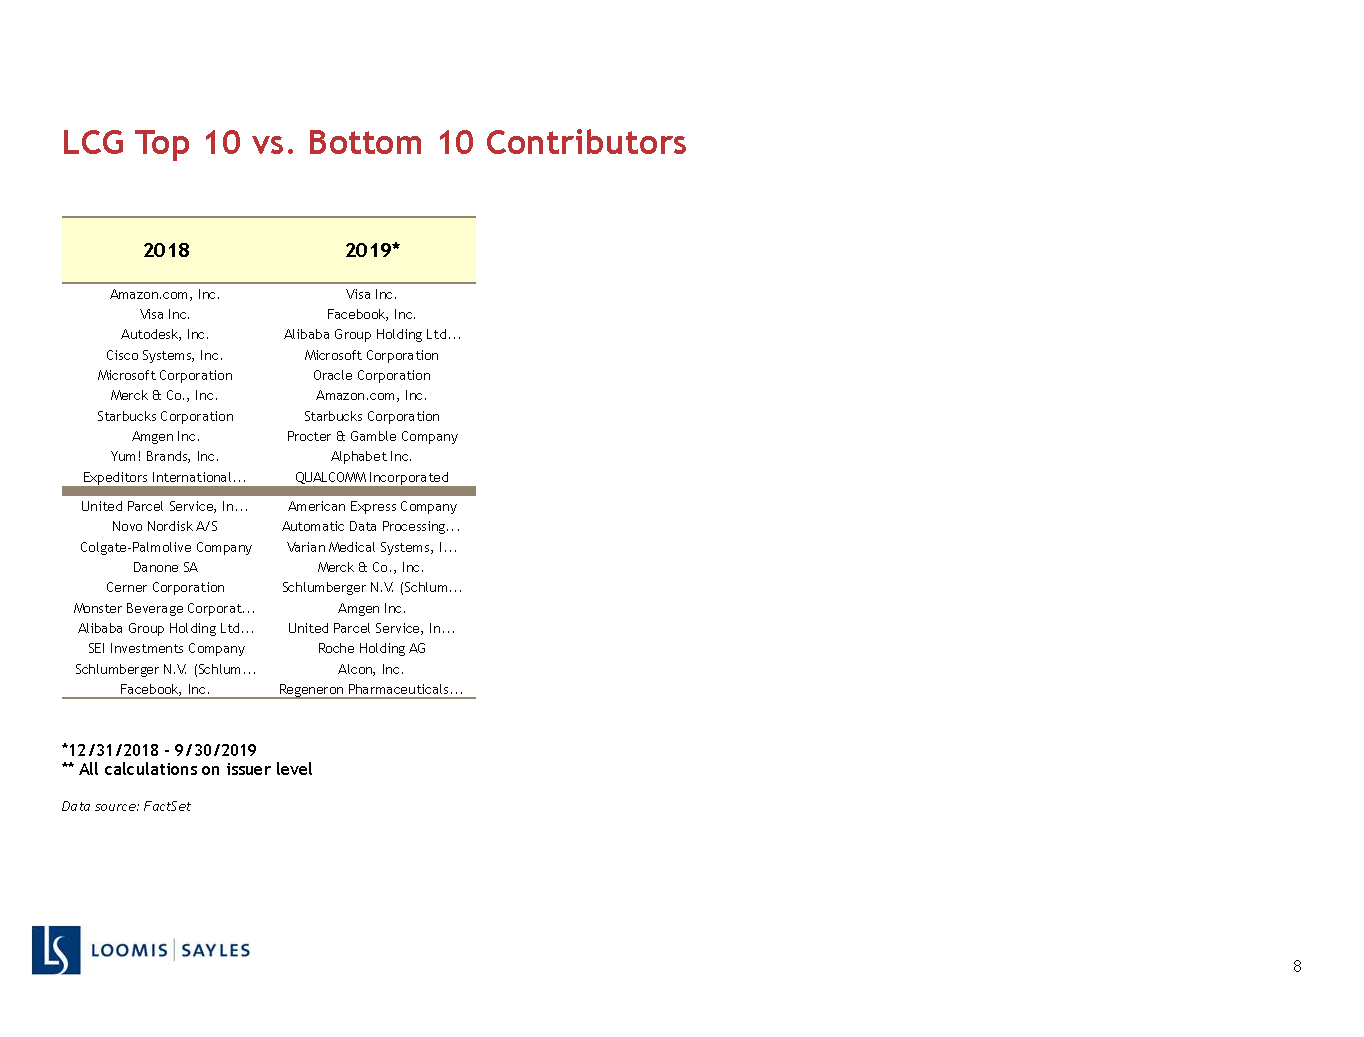 LCG Top 10 vs. Bottom 10 Contributors
2018 2019*
Amazon.com, Inc. Visa Inc.
Visa Inc. Facebook, Inc.
Autodesk, Inc. Alibaba Group Holding Ltd...
Cisco Systems, Inc. Microsoft Corporation
Microsoft Corporation Oracle Corporation
Merck & Co., Inc. Amazon.com, Inc.
Starbucks Corporation Starbucks Corporation
Amgen Inc. Procter & Gamble Company
Yum! Brands, Inc. Alphabet Inc.
Expeditors International... QUALCOMM Incorporated
United Parcel Service, In... American Express Company
Novo Nordisk A/S Automatic Data Processing...
Colgate-Palmolive Company Varian Medical Systems, I...
Danone SA Merck & Co., Inc.
Cerner Corporation Schlumberger N.V. (Schlum...
Monster Beverage Corporat... Amgen Inc.
Alibaba Group Holding Ltd... United Parcel Service, In...
SEI Investments Company Roche Holding AG
Schlumberger N.V. (Schlum... Alcon, Inc.
Facebook, Inc. Regeneron Pharmaceuticals...
*12/31/2018 - 9/30/2019
** All calculations on issuer level
Data source: FactSet
LS LOOMIS | SAYLES
8